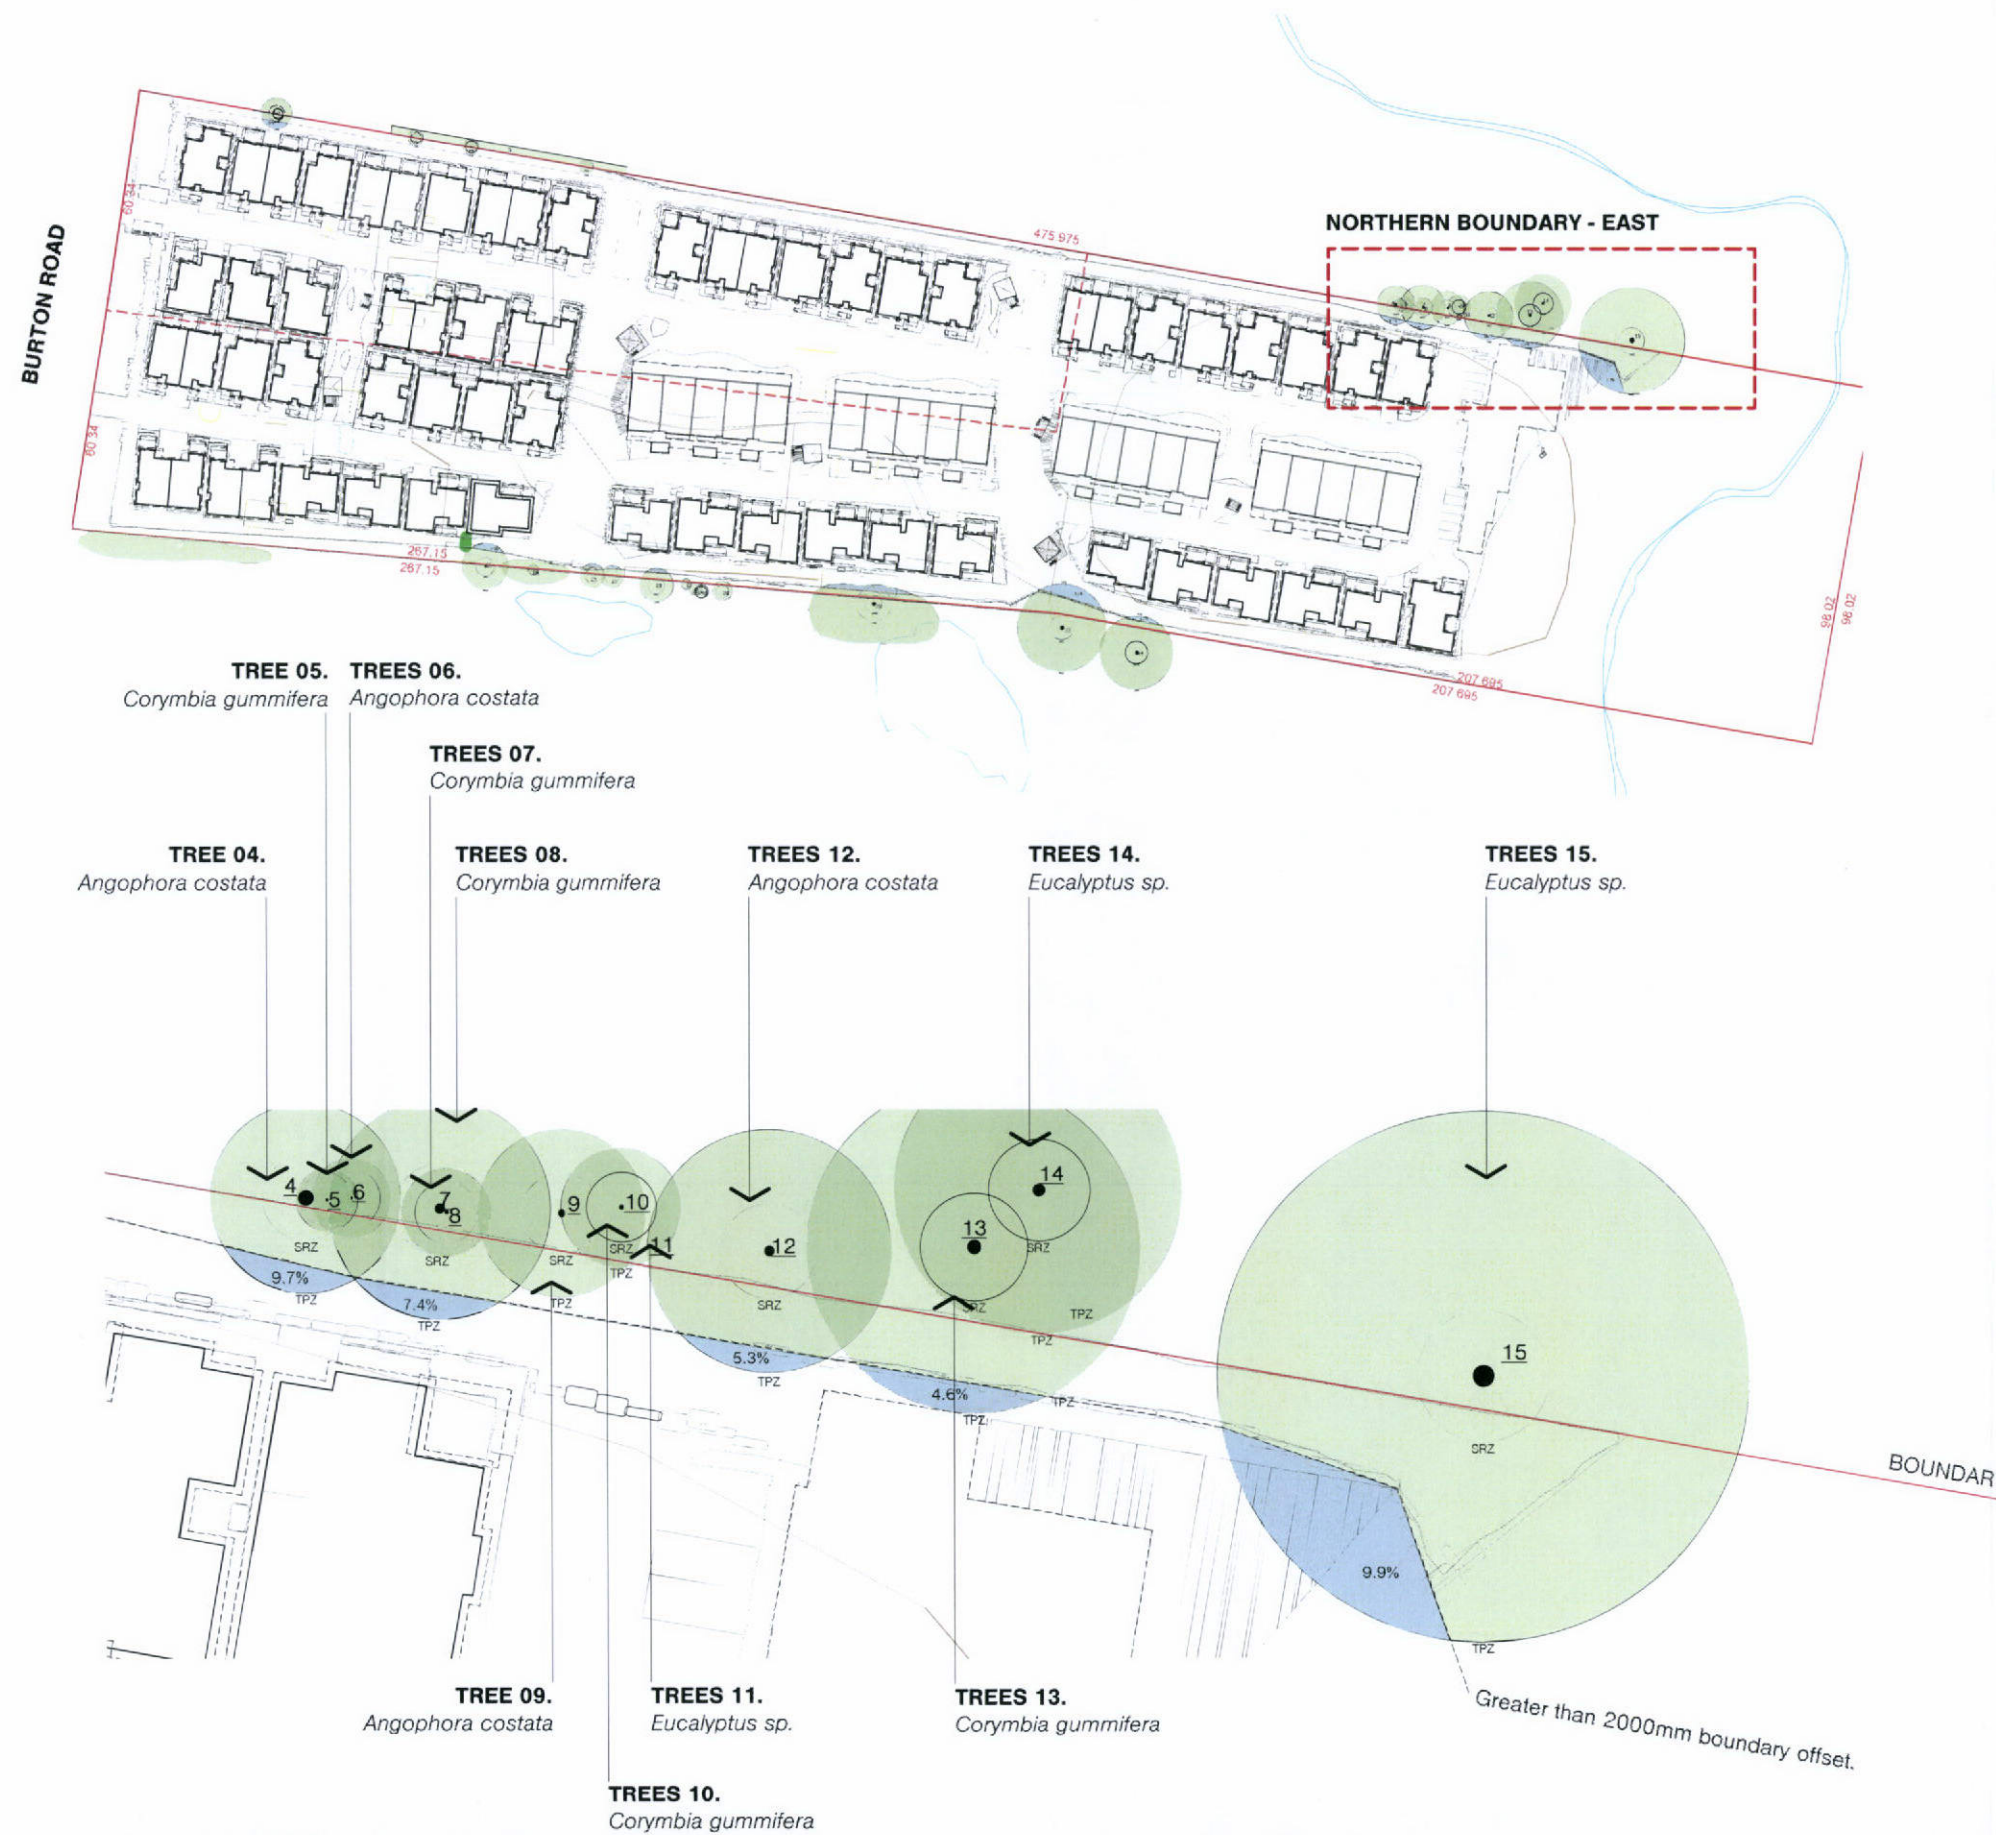 BURTON ROAD
60.34
60.34
475.975
NORTHERN BOUNDARY - EAST
267.15
267.15
207.695
207.695
98.02
98.02
TREE 05.
Corymbia gummifera
TREES 06.
Angophora costata
TREES 07.
Corymbia gummifera
TREE 04.
Angophora costata
TREES 08.
Corymbia gummifera
TREES 12.
Angophora costata
TREES 14.
Eucalyptus sp.
TREES 15.
Eucalyptus sp.
4
5
6
7
8
9
10
11
12
13
14
15
SRZ
SRZ
SRZ
SRZ
SRZ
SRZ
SRZ
SRZ
TPZ
TPZ
TPZ
TPZ
TPZ
TPZ
TPZ
TPZ
TPZ
TPZ
9.7%
7.4%
5.3%
4.6%
9.9%
BOUNDAR
TREE 09.
Angophora costata
TREES 11.
Eucalyptus sp.
TREES 13.
Corymbia gummifera
Greater than 2000mm boundary offset.
TREES 10.
Corymbia gummifera